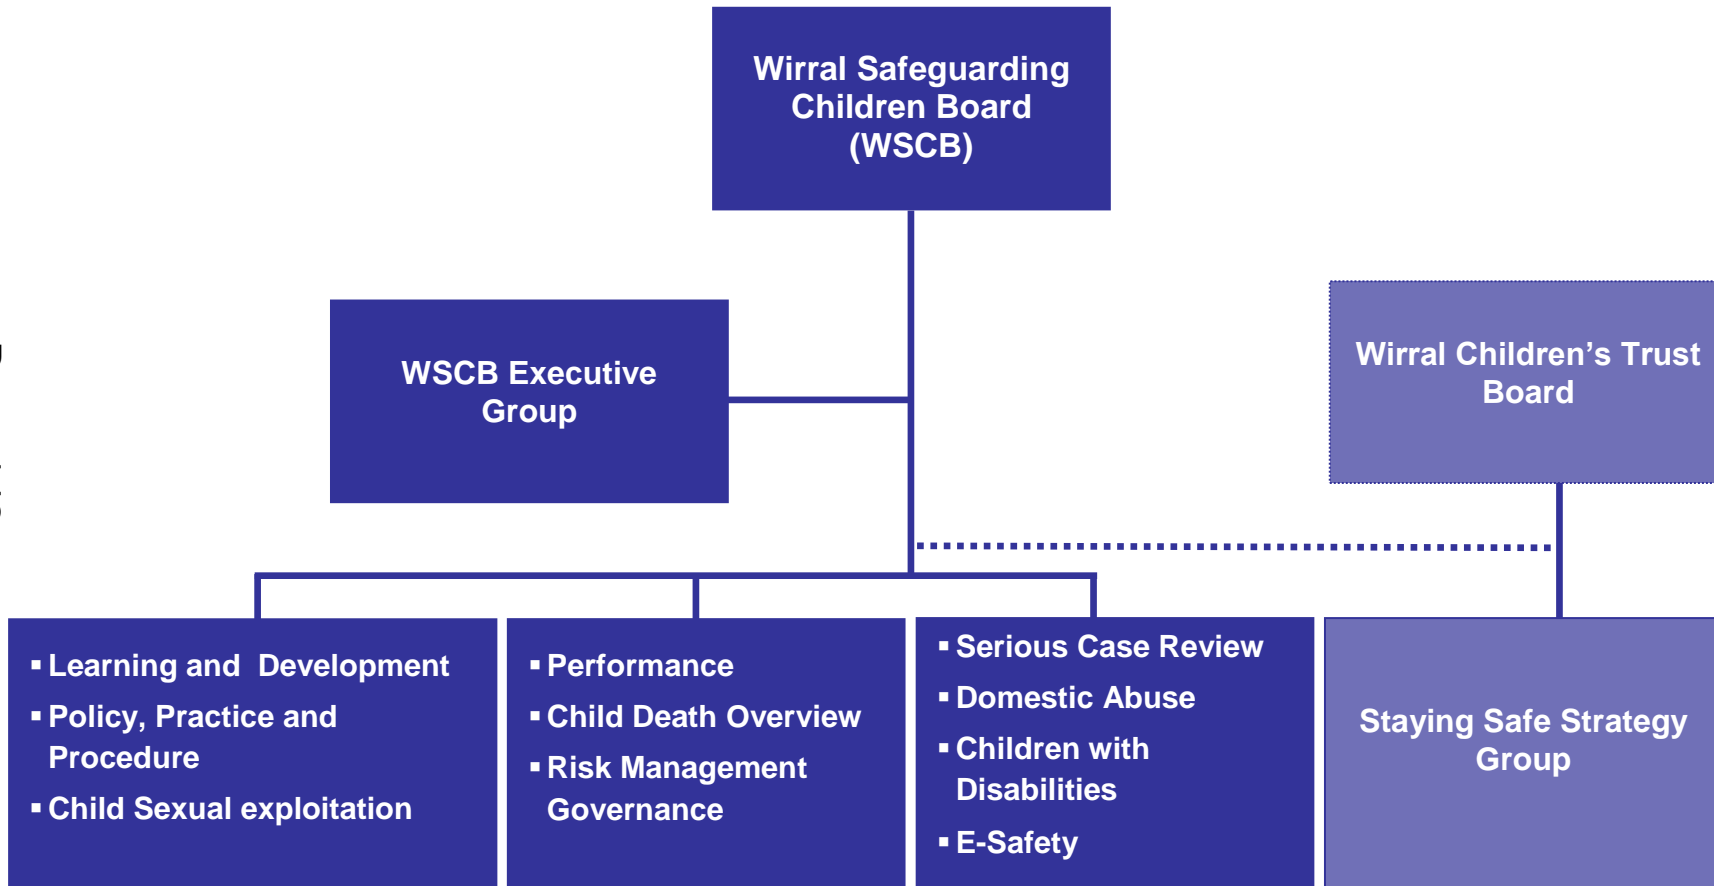 Wirral Safeguarding
Children Board
(WSCB)
WSCB Executive
Group
Wirral Children’s Trust
Board
▪ Learning and Development
▪ Policy, Practice and
Procedure
▪ Child Sexual exploitation
▪ Performance
▪ Child Death Overview
▪ Risk Management
Governance
▪ Serious Case Review
▪ Domestic Abuse
▪ Children with
Disabilities
▪ E-Safety
Staying Safe Strategy
Group